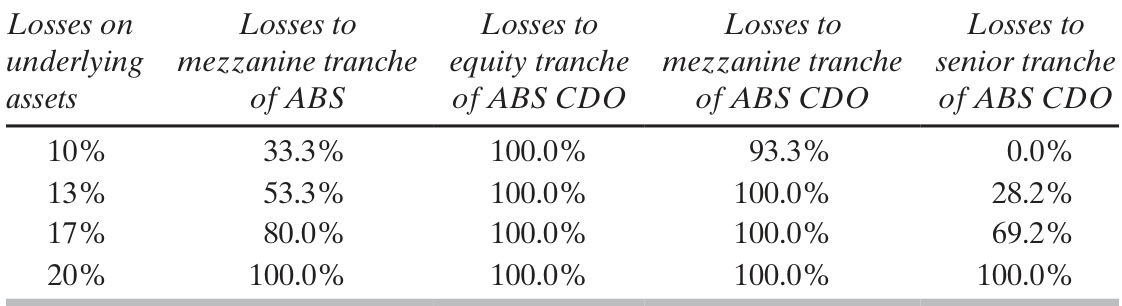 Losses on Losses to Losses to Losses to Losses to
underlying mezzanine tranche equity tranche mezzanine tranche senior tranche
assets of ABS of ABS CDO of ABS CDO of ABS CDO
10% 33.3% 100.0% 93.3% 0.0%
13% 53.3% 100.0% 100.0% 28.2%
17% 80.0% 100.0% 100.0% 69.2%
20% 100.0% 100.0% 100.0% 100.0%